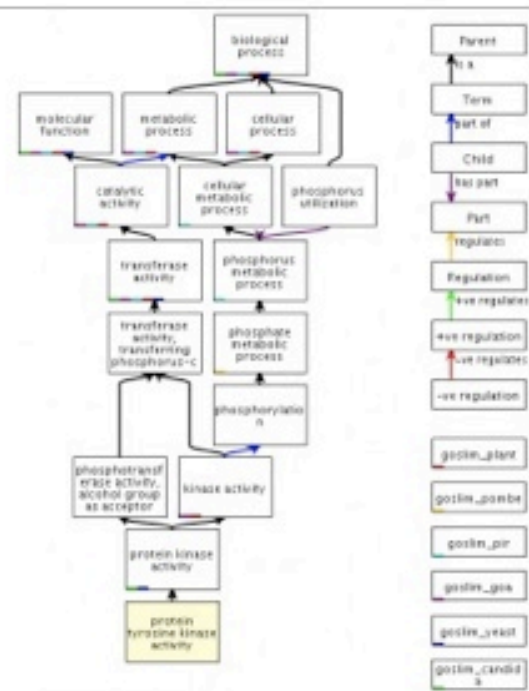 biological
process
molecular
function
metabolic
process
cellular
process
catalytic
activity
cellular
metabolic
process
phosphorus
utilization
transferase
activity
phosphorus
metabolic
process
transferase
activity,
transferring
phosphorus-c
phosphate
metabolic
process
phosphorylatio
n
phosphotransf
erase activity,
alcohol group
as acceptor
kinase activity
protein kinase
activity
protein
tyrosine kinase
activity
Parent
is a
Term
part of
Child
has part
Part
regulates
Regulation
+ve regulates
+ve regulation
-ve regulates
-ve regulation
goslim_plant
goslim_pombe
goslim_pir
goslim_goa
goslim_yeast
goslim_candid
a